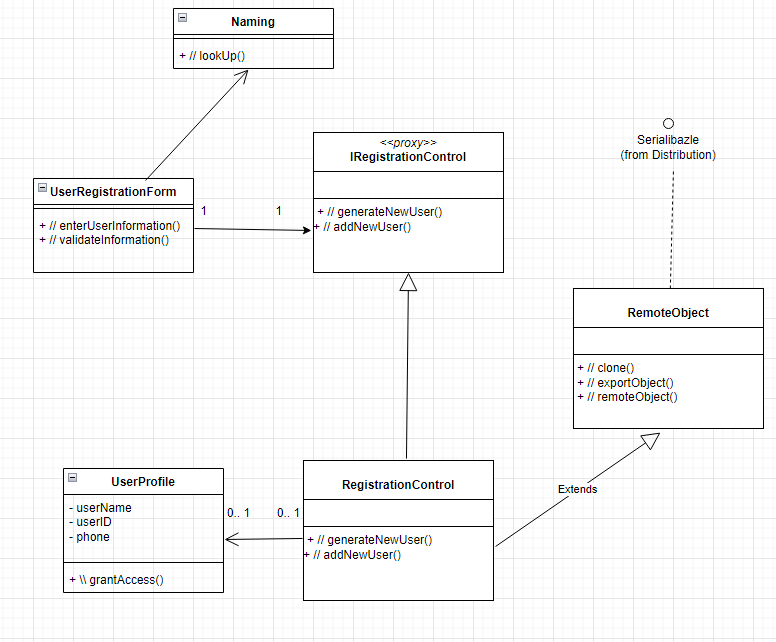 Naming
+ // lookUp()
<<proxy>>
IRegistrationControl
+ // generateNewUser()
+ // addNewUser()
Serialibazle
(from Distribution)
UserRegistrationForm
+ // enterUserInformation()
+ // validateInformation()
1
1
RemoteObject
+ // clone()
+ // exportObject()
+ // remoteObject()
Extends
UserProfile
- userName
- userID
- phone
+ \\ grantAccess()
0.. 1
0.. 1
RegistrationControl
+ // generateNewUser()
+ // addNewUser()